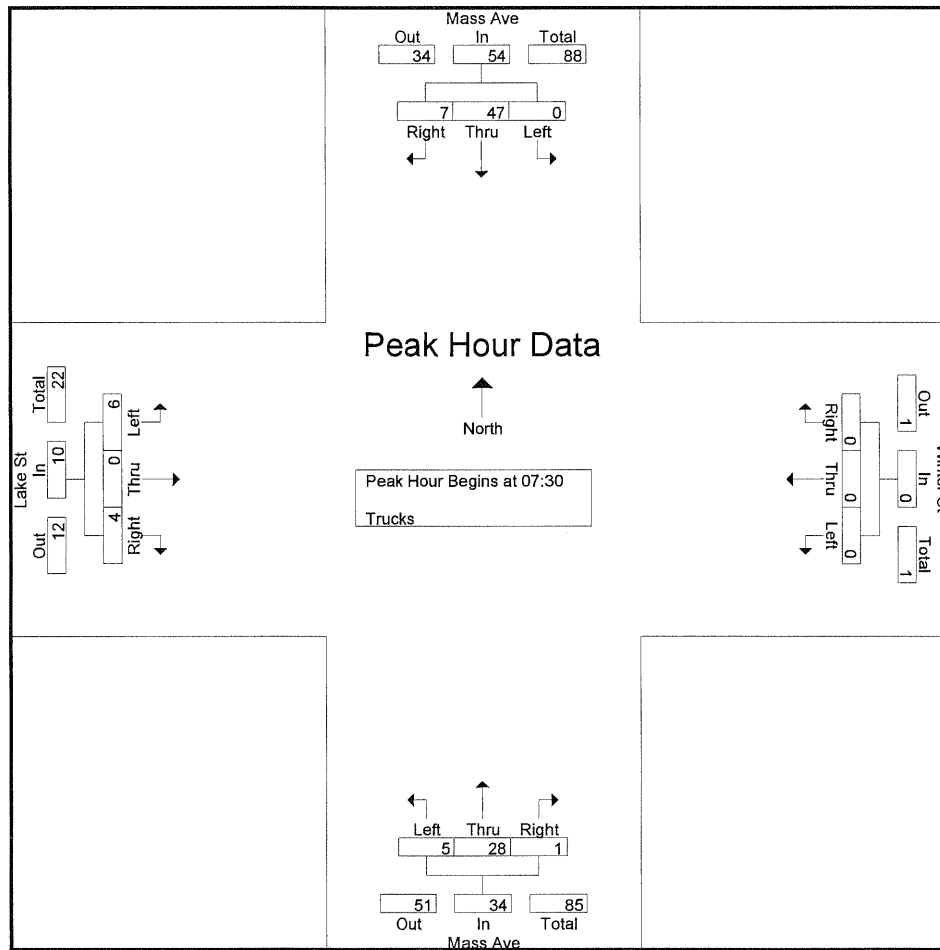 Mass Ave
Out In Total
34 54 88
7 47 0
Right Thru Left
Peak Hour Data
North
Peak Hour Begins at 07:30
Trucks
Lake St
Total In Out
22 10 12
6 0 4
Left Thru Right
Right Thru Left
0 0 0
Out In Total
1 0 1
Left Thru Right
5 28 1
51 34 85
Out In Total
Mass Ave